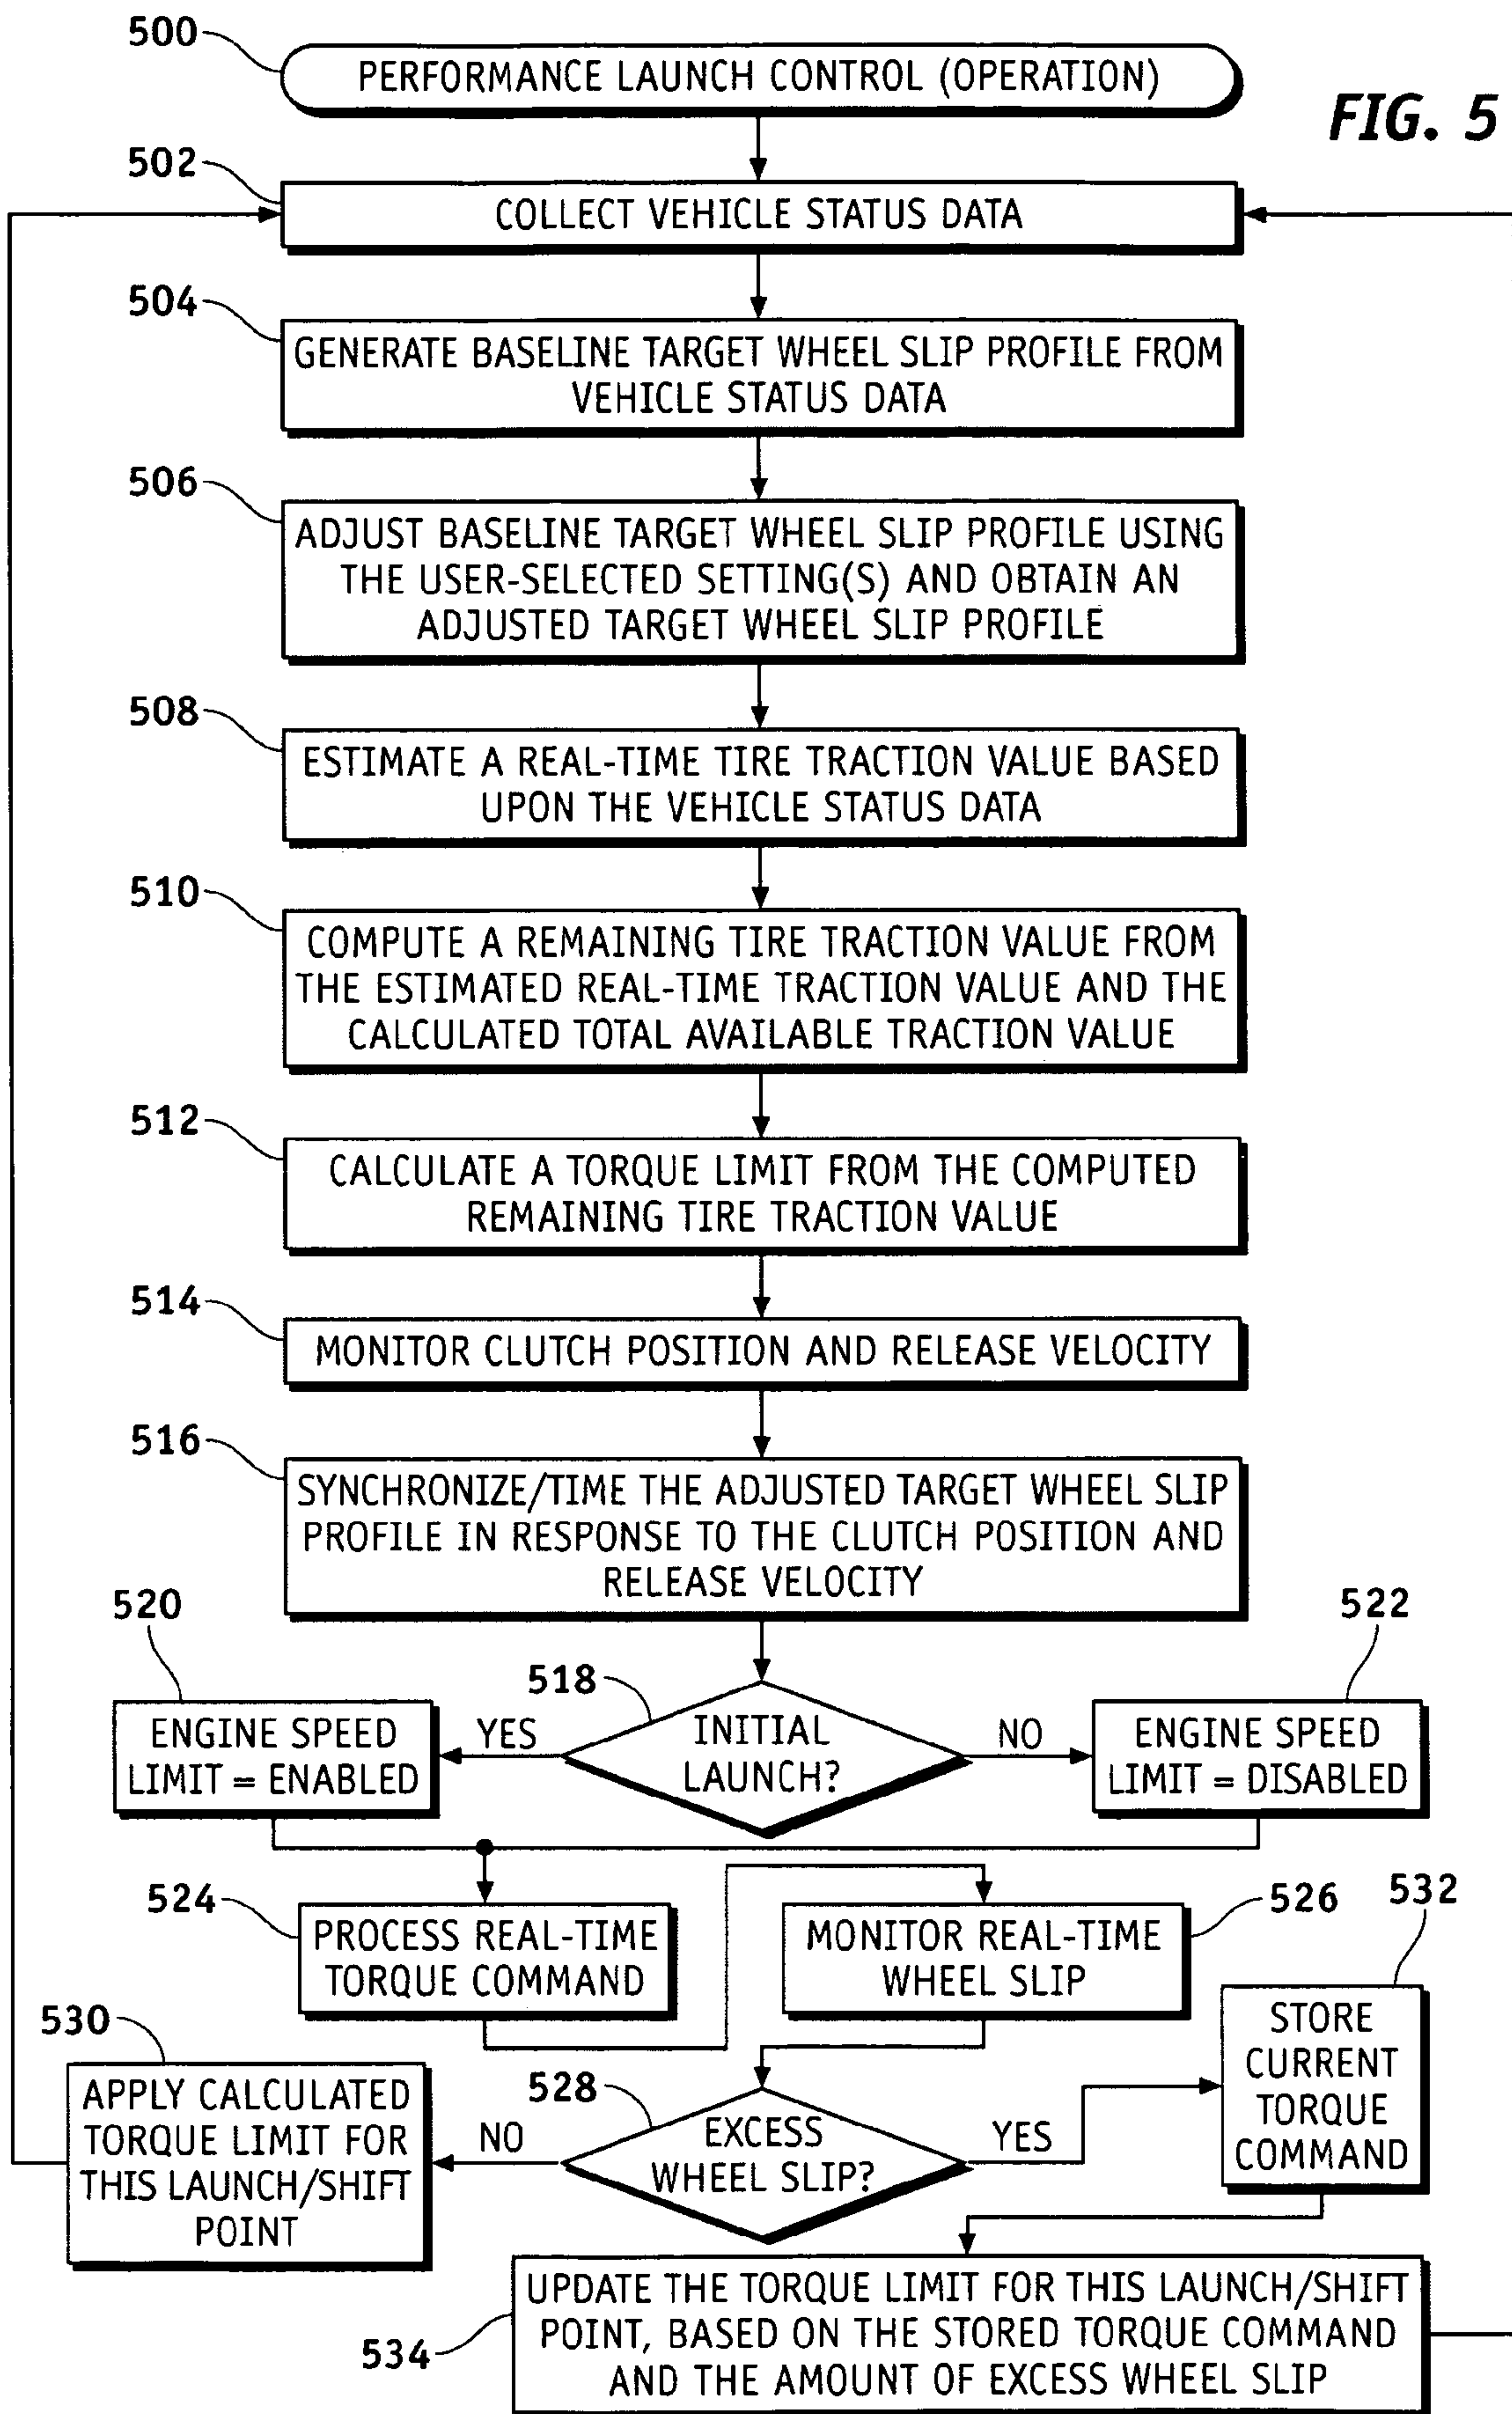 500
PERFORMANCE LAUNCH CONTROL (OPERATION)
FIG. 5
502
COLLECT VEHICLE STATUS DATA
504
GENERATE BASELINE TARGET WHEEL SLIP PROFILE FROM
VEHICLE STATUS DATA
506
ADJUST BASELINE TARGET WHEEL SLIP PROFILE USING
THE USER-SELECTED SETTING(S) AND OBTAIN AN
ADJUSTED TARGET WHEEL SLIP PROFILE
508
ESTIMATE A REAL-TIME TIRE TRACTION VALUE BASED
UPON THE VEHICLE STATUS DATA
510
COMPUTE A REMAINING TIRE TRACTION VALUE FROM
THE ESTIMATED REAL-TIME TRACTION VALUE AND THE
CALCULATED TOTAL AVAILABLE TRACTION VALUE
512
CALCULATE A TORQUE LIMIT FROM THE COMPUTED
REMAINING TIRE TRACTION VALUE
514
MONITOR CLUTCH POSITION AND RELEASE VELOCITY
516
SYNCHRONIZE/TIME THE ADJUSTED TARGET WHEEL SLIP
PROFILE IN RESPONSE TO THE CLUTCH POSITION AND
RELEASE VELOCITY
518
INITIAL
LAUNCH?
YES
NO
520
ENGINE SPEED
LIMIT = ENABLED
522
ENGINE SPEED
LIMIT = DISABLED
524
PROCESS REAL-TIME
TORQUE COMMAND
526
MONITOR REAL-TIME
WHEEL SLIP
528
EXCESS
WHEEL SLIP?
NO
YES
530
APPLY CALCULATED
TORQUE LIMIT FOR
THIS LAUNCH/SHIFT
POINT
532
STORE
CURRENT
TORQUE
COMMAND
534
UPDATE THE TORQUE LIMIT FOR THIS LAUNCH/SHIFT
POINT, BASED ON THE STORED TORQUE COMMAND
AND THE AMOUNT OF EXCESS WHEEL SLIP